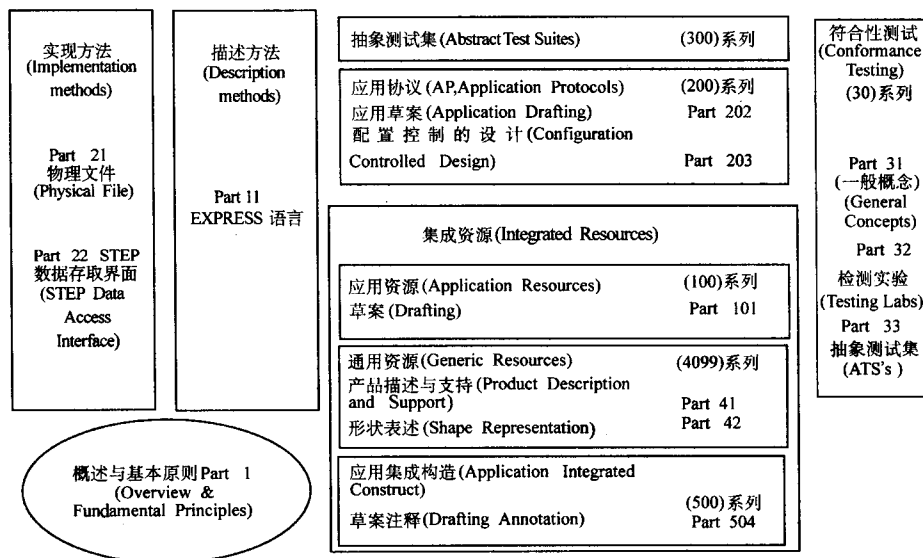 实现方法
(Implementation
methods)
Part 21
物理文件
(Physical File)
Part 22 STEP
数据存取界面
(STEP Data
Access
Interface)
描述方法
(Description
methods)
Part 11
EXPRESS 语言
抽象测试集(Abstract Test Suites) (300)系列
应用协议(AP,Application Protocols) (200)系列
应用草案(Application Drafting) Part 202
配置控制的设计(Configuration
Controlled Design) Part 203
集成资源(Integrated Resources)
应用资源(Application Resources) (100)系列
草案(Drafting) Part 101
通用资源(Generic Resources) (4099)系列
产品描述与支持(Product Description
and Support) Part 41
形状表述(Shape Representation) Part 42
应用集成构造(Application Integrated
Construct)
(500)系列
草案注释(Drafting Annotation) Part 504
符合性测试
(Conformance
Testing)
(30)系列
Part 31
(一般概念)
(General
Concepts)
Part 32
检测实验
(Testing Labs)
Part 33
抽象测试集
(ATS's)
概述与基本原则Part 1
(Overview &
Fundamental Principles)